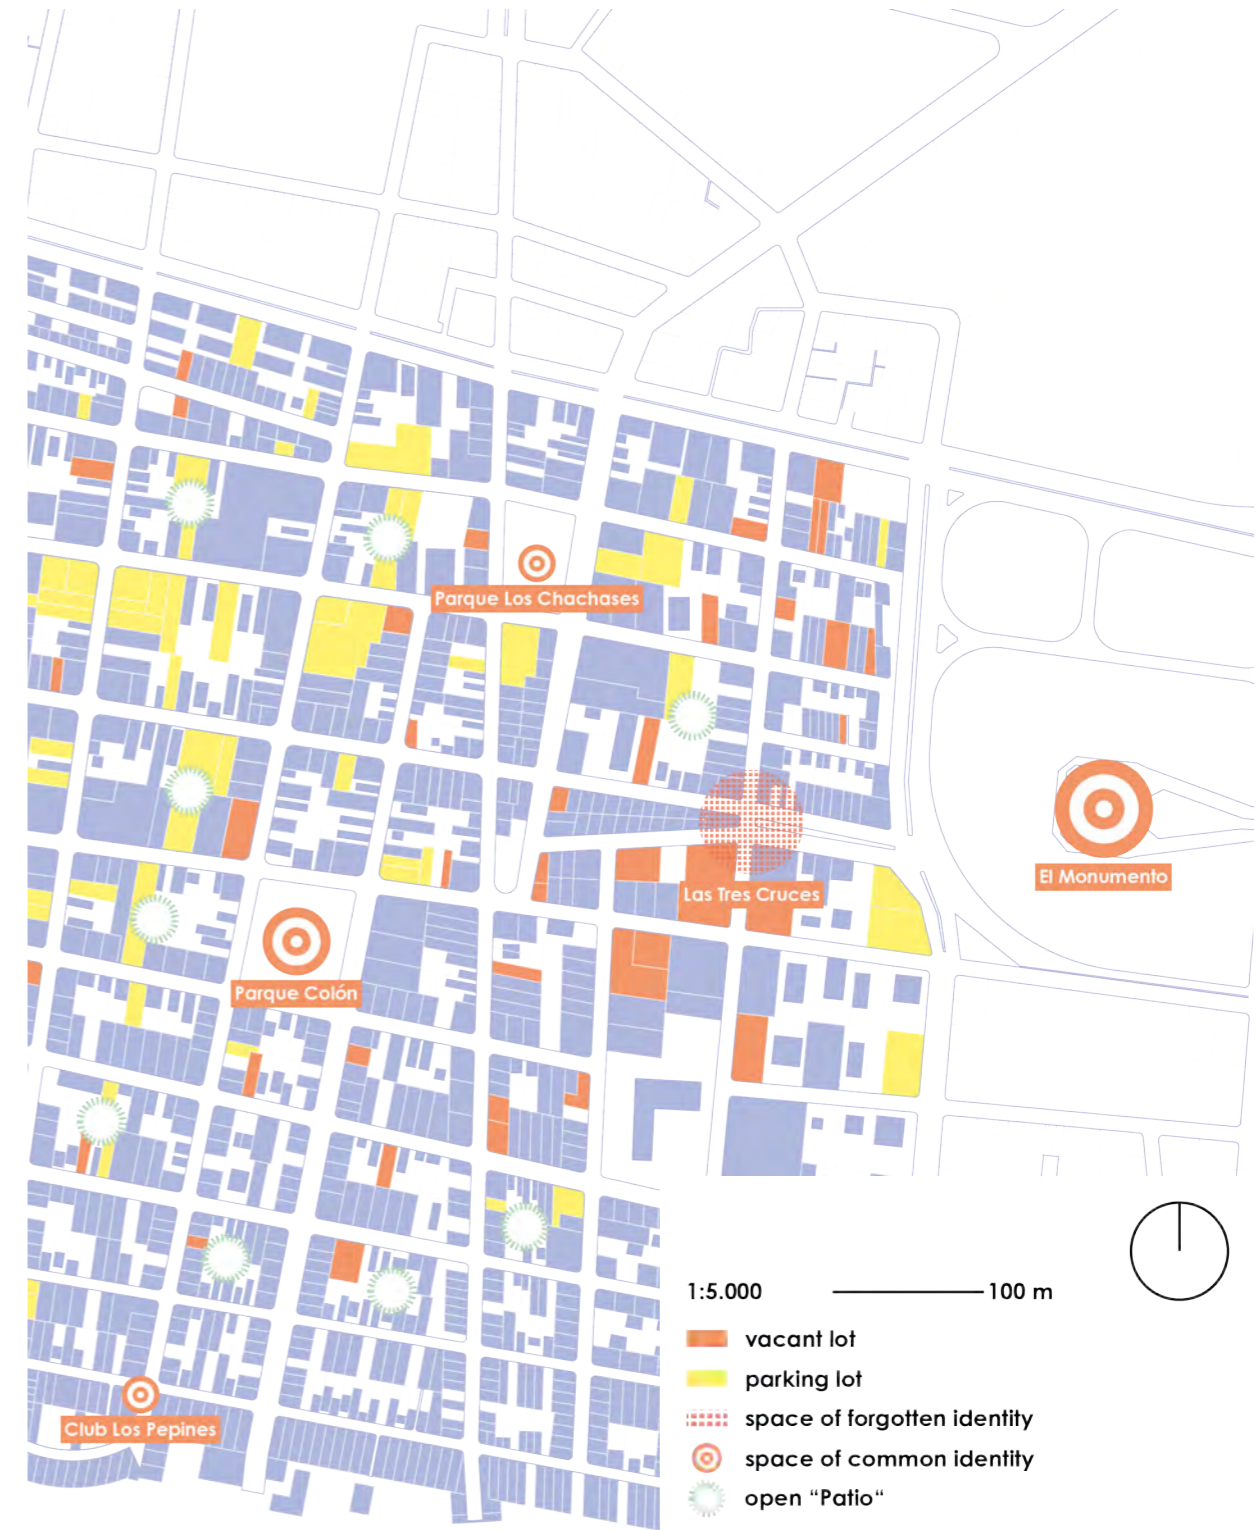 Parque Los Chachases
El Monumento
Las Tres Cruces
Parque Colón
Club Los Pepines
1:5.000
100 m
vacant lot
parking lot
space of forgotten identity
space of common identity
open “Patio“